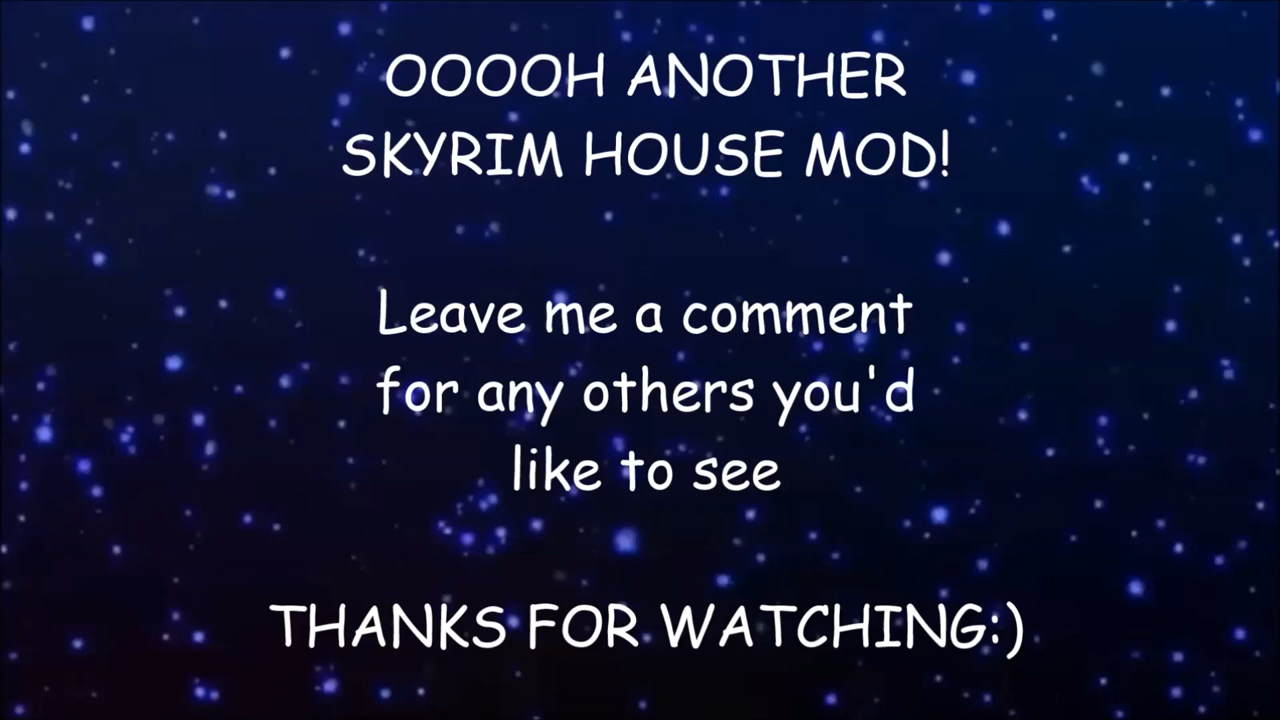 OOOOH ANOTHER
SKYRIM HOUSE MOD!
Leave me a comment
for any others you'd
like to see
THANKS FOR WATCHING:)